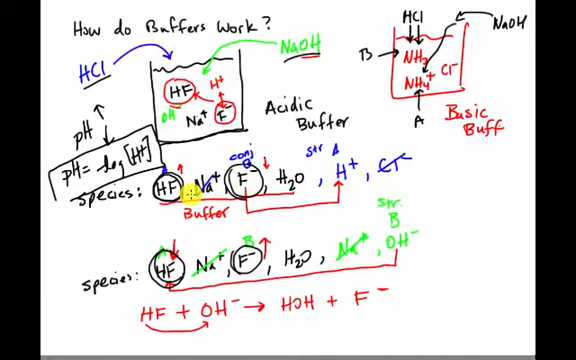 How do Buffers Work?
HCl
NaOH
HCl
NaOH
B
NH3
NH4+ Cl-
A
Basic
Buff
HF
H+
OH-
Na+
F-
Acidic
Buffer
pH
pH = -log[H+]
conj
B
str A
species: HF Na+, F-, H2O, H+, Cl-
Buffer
str.
B
A
B
species: HF, Na+, F-, H2O, Na+, OH-
HF + OH- → HOH + F-